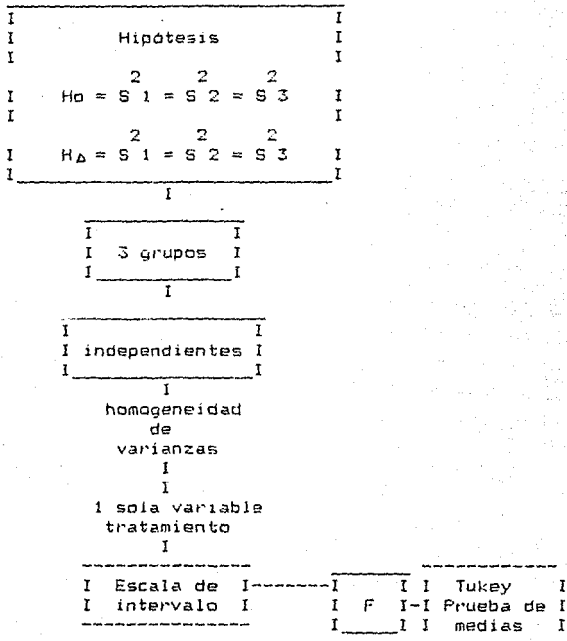 Hipótesis
2 2 2
Ho = S 1 = S 2 = S 3
2 2 2
HΔ = S 1 = S 2 = S 3
3 grupos
independientes
homogeneidad
de
varianzas
1 sola variable
tratamiento
Escala de
intervalo
F
Tukey
Prueba de
medias